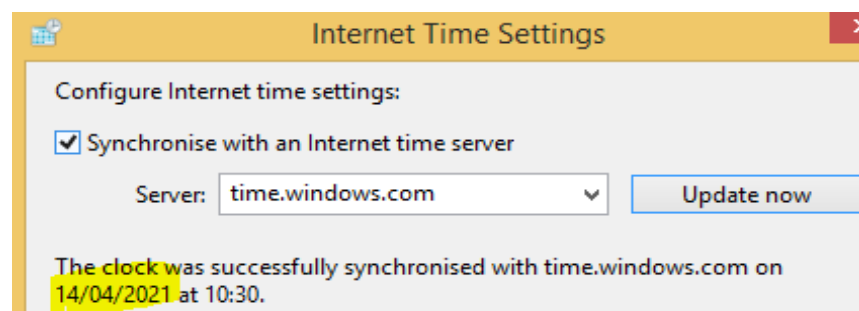 Internet Time Settings
Configure Internet time settings:
Synchronise with an Internet time server
Server: time.windows.com Update now
The clock was successfully synchronised with time.windows.com on
14/04/2021 at 10:30.